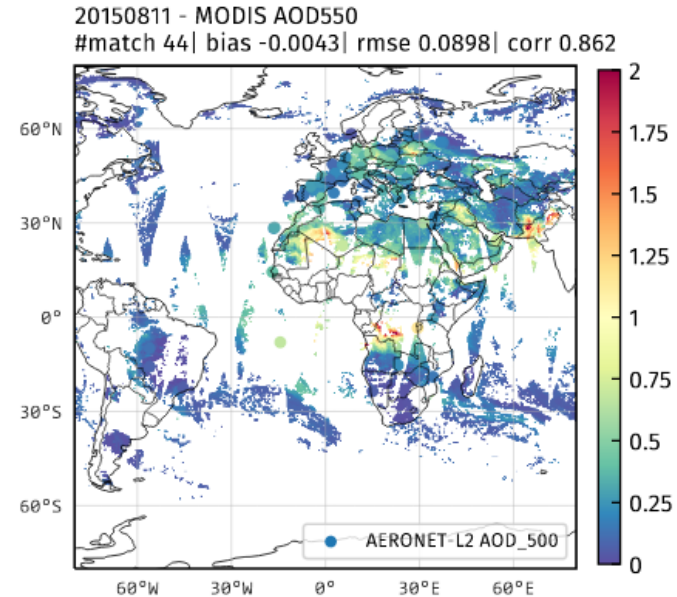 20150811 - MODIS AOD550
#match 44| bias -0.0043| rmse 0.0898| corr 0.862
2
1.75
1.5
1.25
1
0.75
0.5
0.25
0
60°N
30°N
0°
30°S
60°S
AERONET-L2 AOD_500
60°W 30°W 0° 30°E 60°E